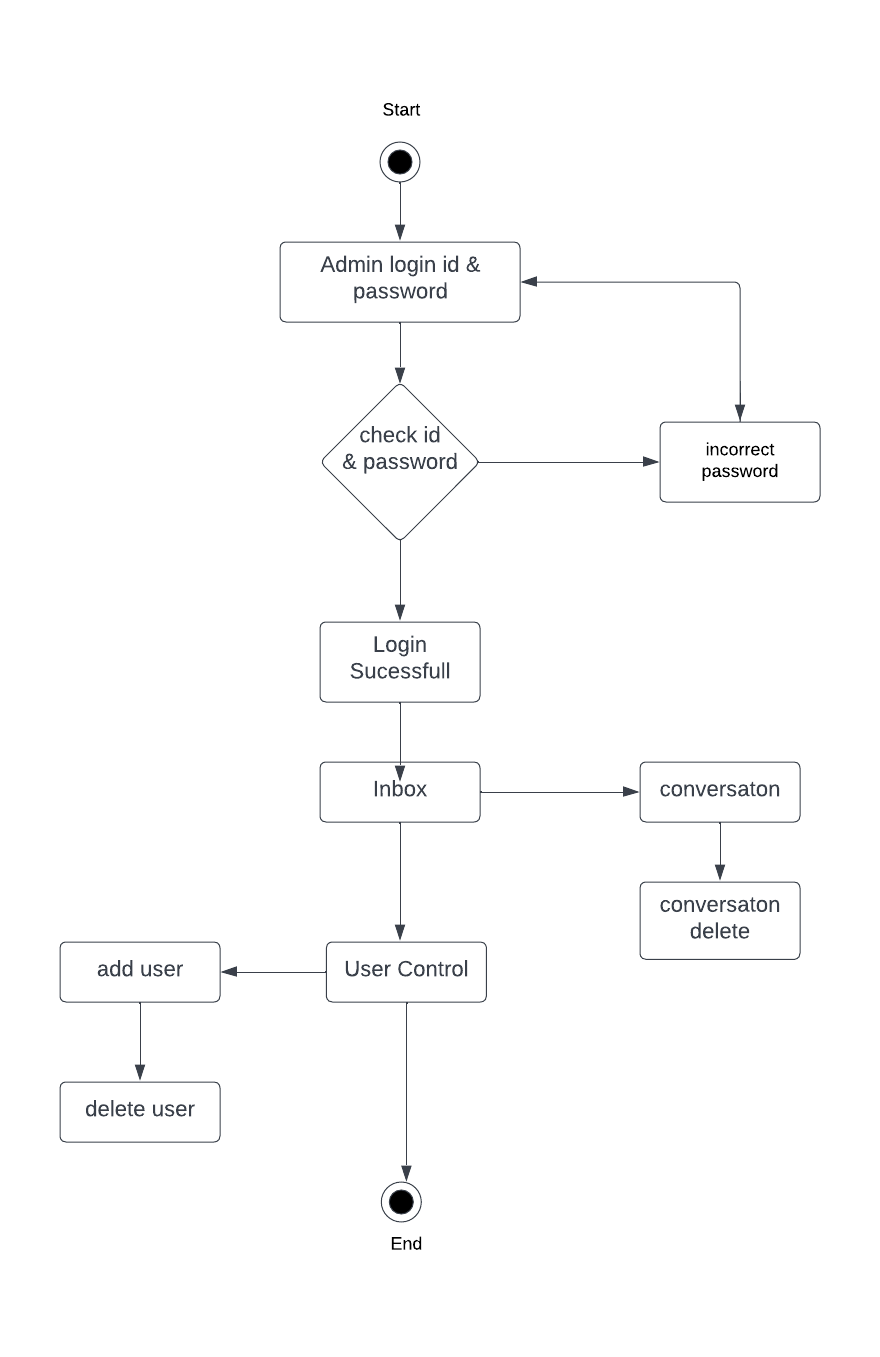 Start
Admin login id &
password
check id
& password
incorrect
password
Login
Sucessfull
Inbox
conversaton
conversaton
delete
add user
User Control
delete user
End